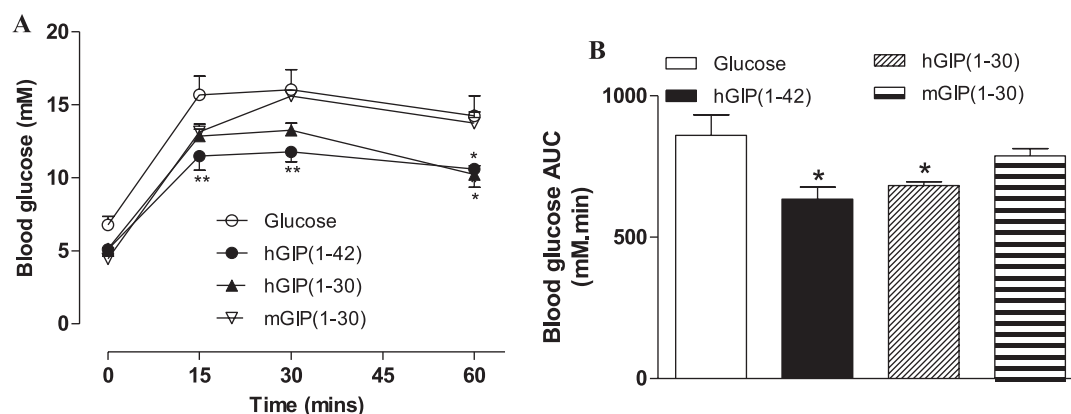 A
Blood glucose (mM)
20
15
10
5
0
**
**
*
*
Glucose
hGIP(1-42)
hGIP(1-30)
mGIP(1-30)
0 15 30 45 60
Time (mins)
B
Glucose hGIP(1-30)
hGIP(1-42) mGIP(1-30)
Blood glucose AUC
(mM.min)
1000
500
0
*
*